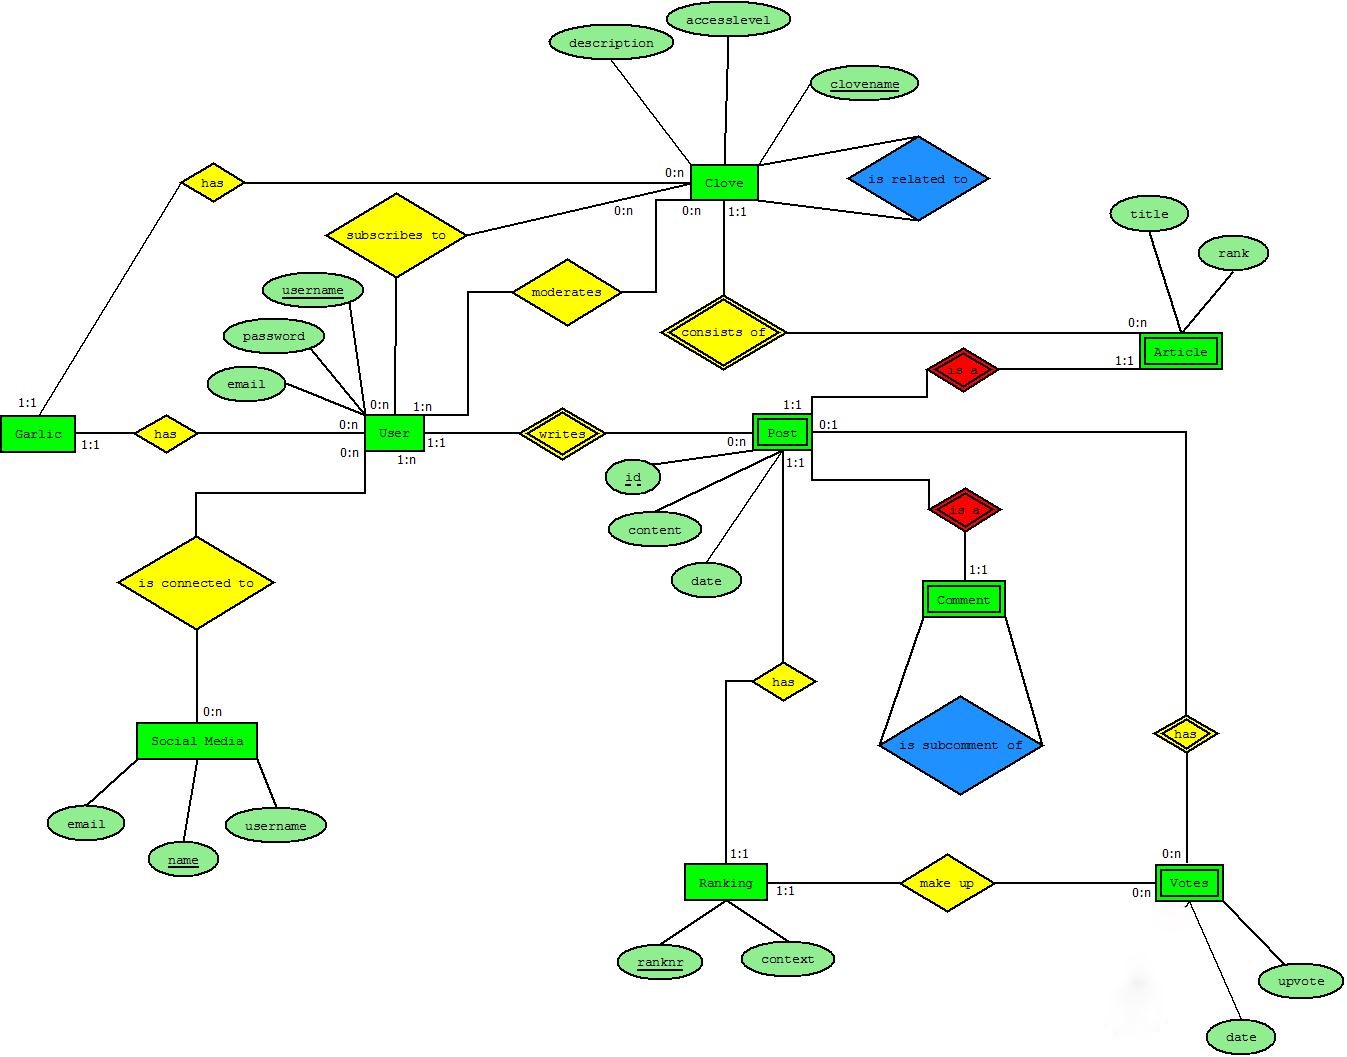 accesslevel
description
clovename
has
0:n
Clove
is related to
0:n
0:n
1:1
subscribes to
title
rank
username
moderates
password
consists of
0:n
Article
1:1
is a
email
1:1
0:n
1:n
1:1
Garlic
1:1
has
0:n
User
1:1
writes
0:n
Post
0:1
0:n
1:n
1:1
id
content
is a
date
is connected to
1:1
Comment
has
0:n
Social Media
is subcomment of
has
email
username
name
1:1
0:n
Ranking
1:1
make up
0:n
Votes
ranknr
context
upvote
date